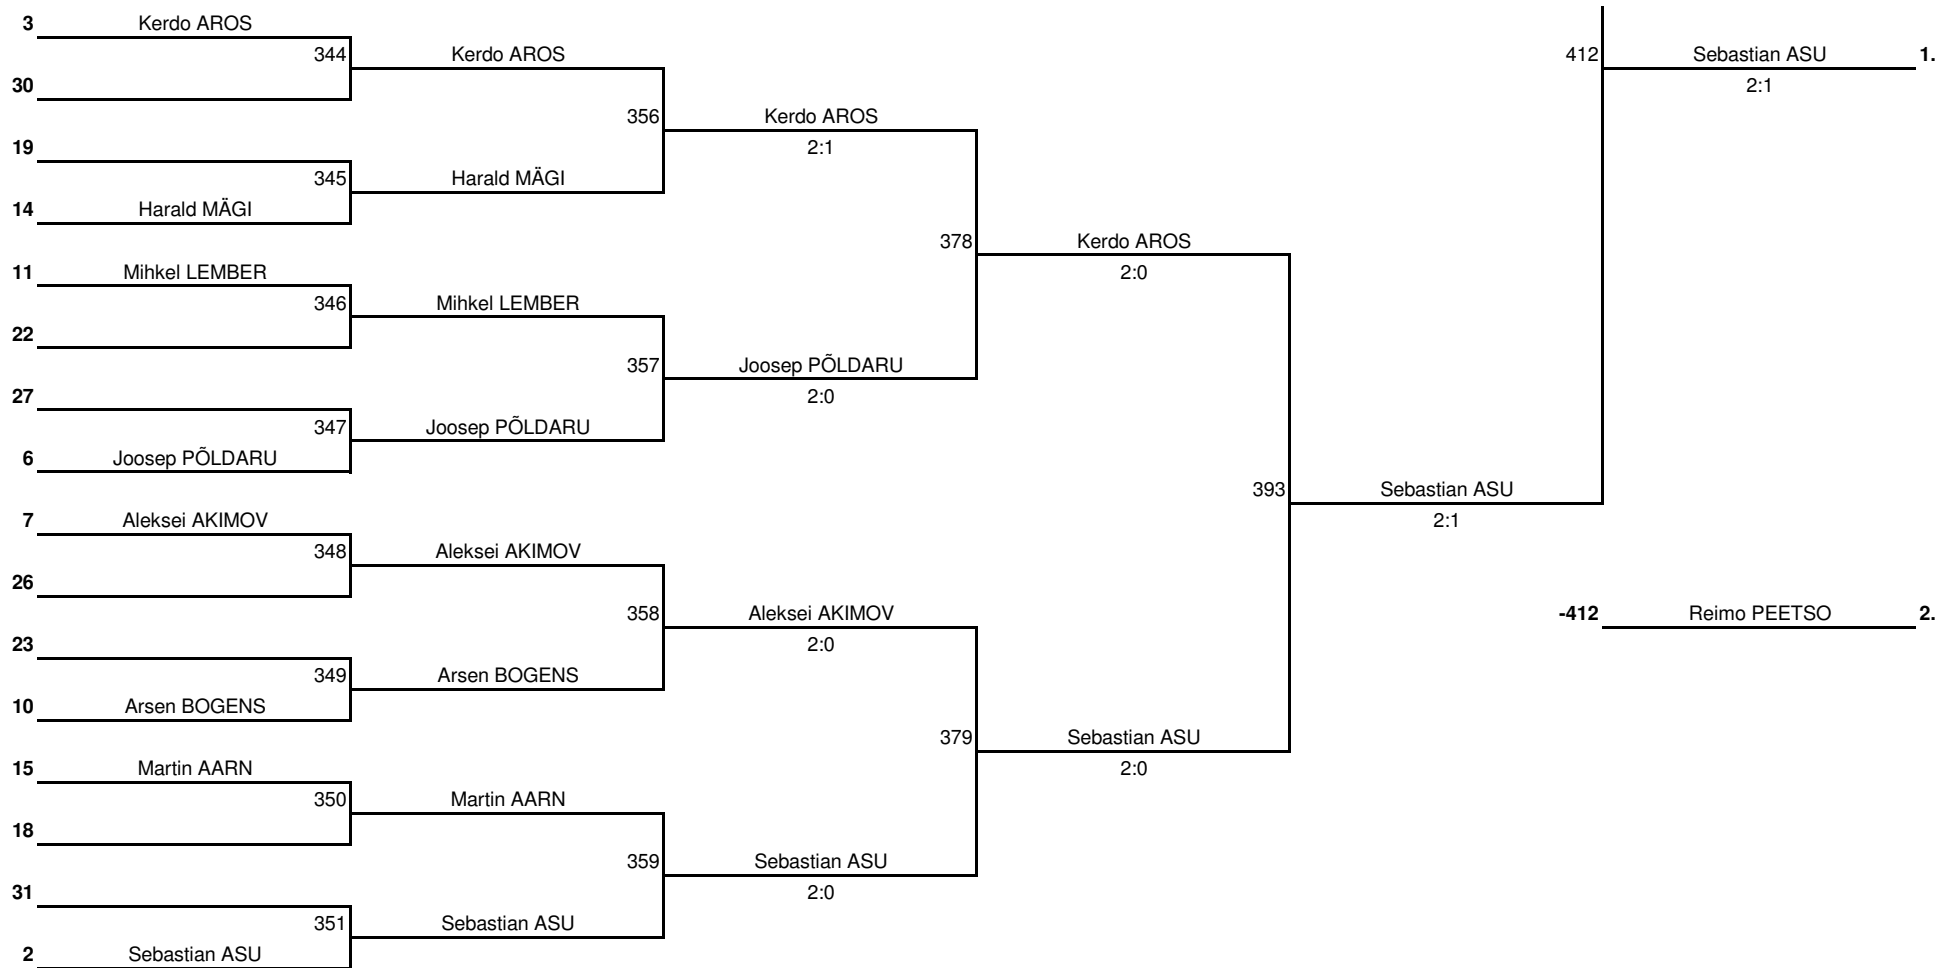 3 Kerdo AROS
344 Kerdo AROS 412 Sebastian ASU 1.
30 2:1
356 Kerdo AROS
19 2:1
345 Harald MÄGI
14 Harald MÄGI
378 Kerdo AROS
11 Mihkel LEMBER 2:0
346 Mihkel LEMBER
22
357 Joosep PÕLDARU
27 2:0
347 Joosep PÕLDARU
6 Joosep PÕLDARU
393 Sebastian ASU
7 Aleksei AKIMOV 2:1
348 Aleksei AKIMOV
26
358 Aleksei AKIMOV -412 Reimo PEETSO 2.
23 2:0
349 Arsen BOGENS
10 Arsen BOGENS
379 Sebastian ASU
15 Martin AARN 2:0
350 Martin AARN
18
359 Sebastian ASU
31 2:0
351 Sebastian ASU
2 Sebastian ASU